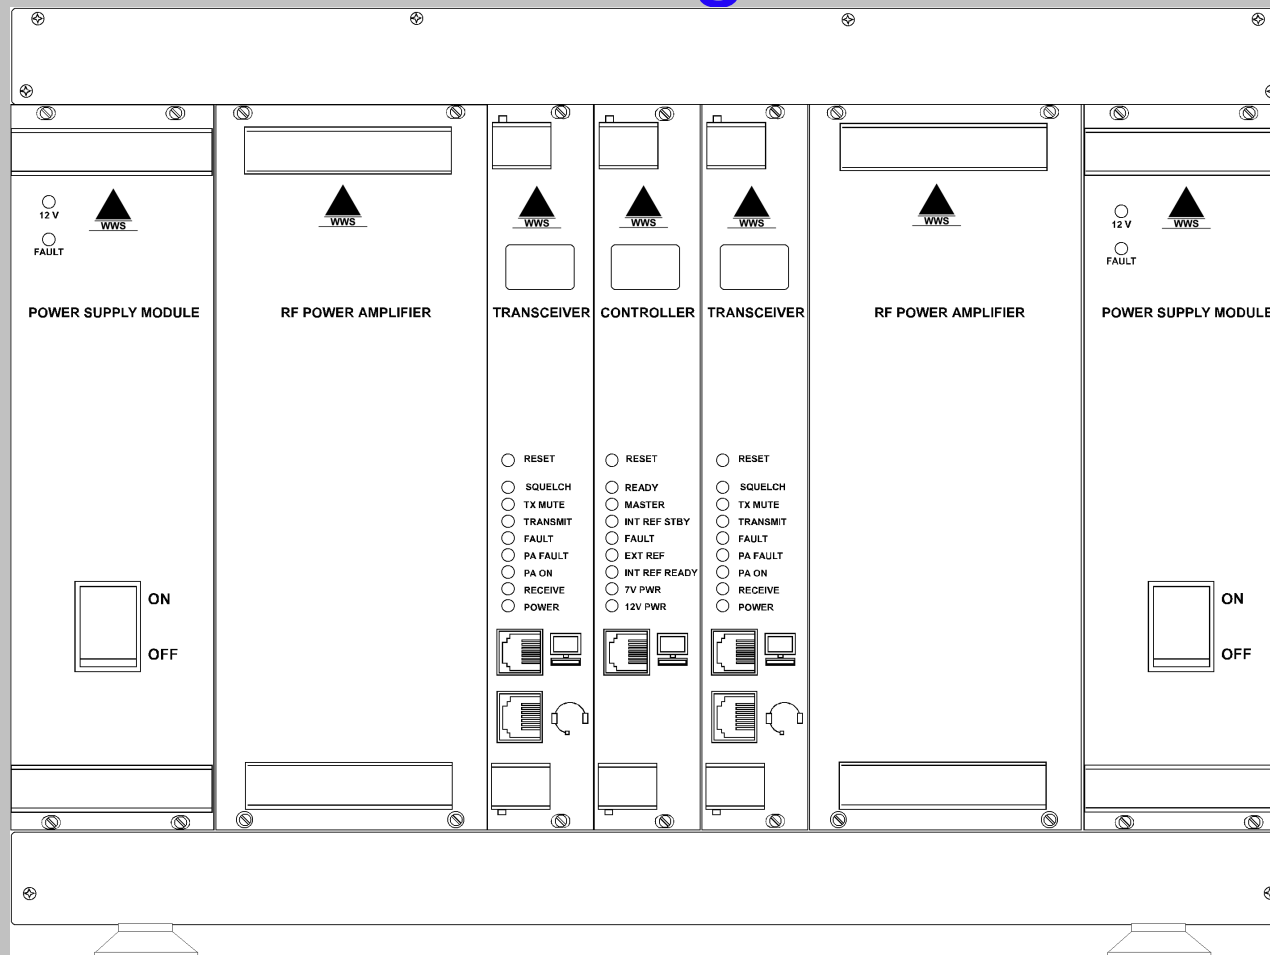 12 V
FAULT
WWS
POWER SUPPLY MODULE
ON
OFF
WWS
RF POWER AMPLIFIER
WWS
TRANSCEIVER
RESET
SQUELCH
TX MUTE
TRANSMIT
FAULT
PA FAULT
PA ON
RECEIVE
POWER
WWS
CONTROLLER
RESET
READY
MASTER
INT REF STBY
FAULT
EXT REF
INT REF READY
7V PWR
12V PWR
WWS
TRANSCEIVER
RESET
SQUELCH
TX MUTE
TRANSMIT
FAULT
PA FAULT
PA ON
RECEIVE
POWER
WWS
RF POWER AMPLIFIER
12 V
FAULT
WWS
POWER SUPPLY MODULE
ON
OFF